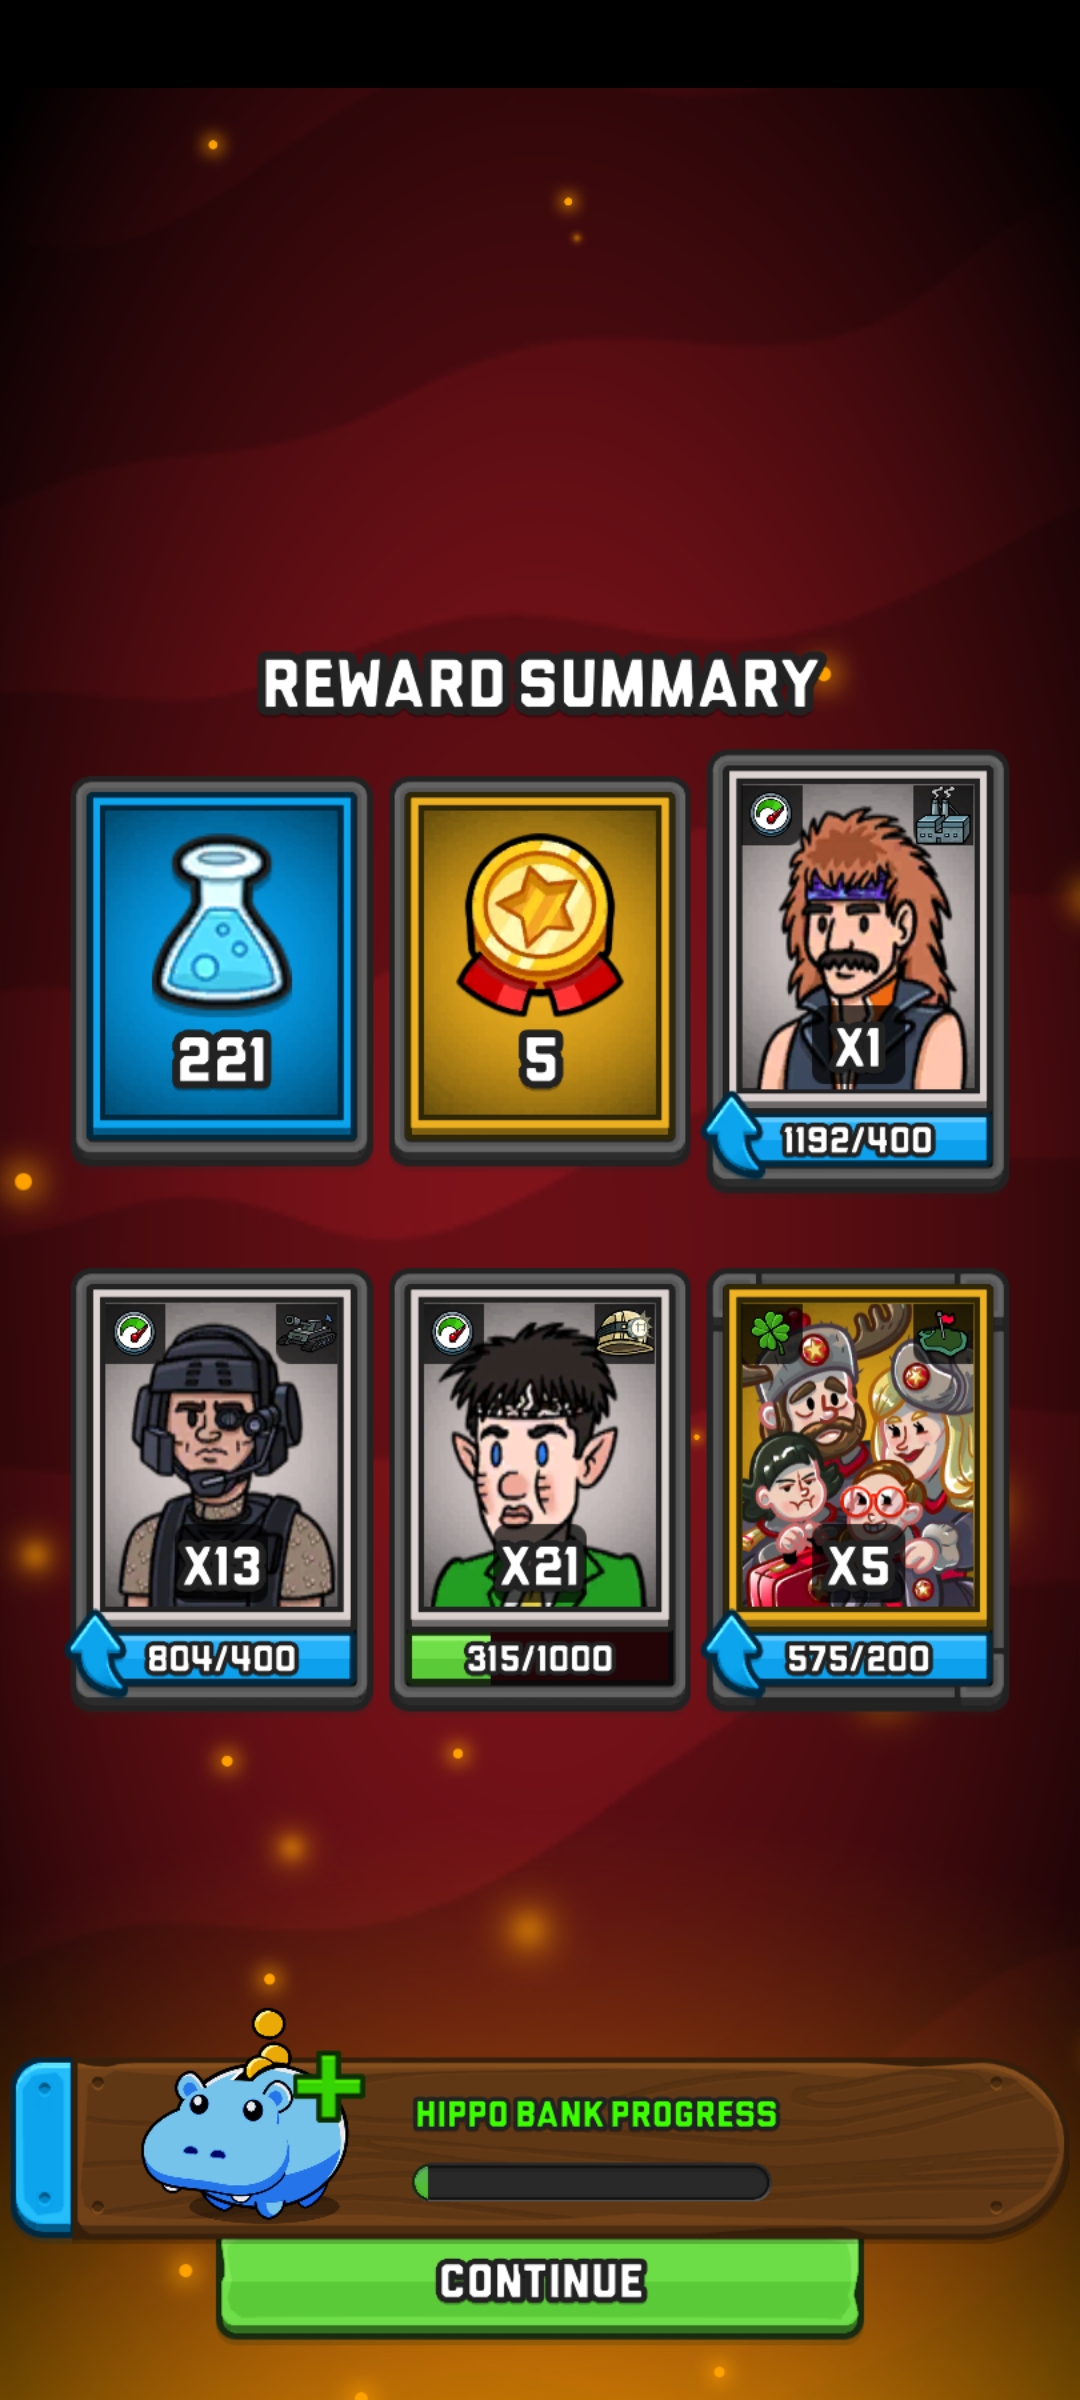 REWARD SUMMARY
221
5
X1
1192/400
X13
X21
X5
804/400
315/1000
575/200
HIPPO BANK PROGRESS
CONTINUE